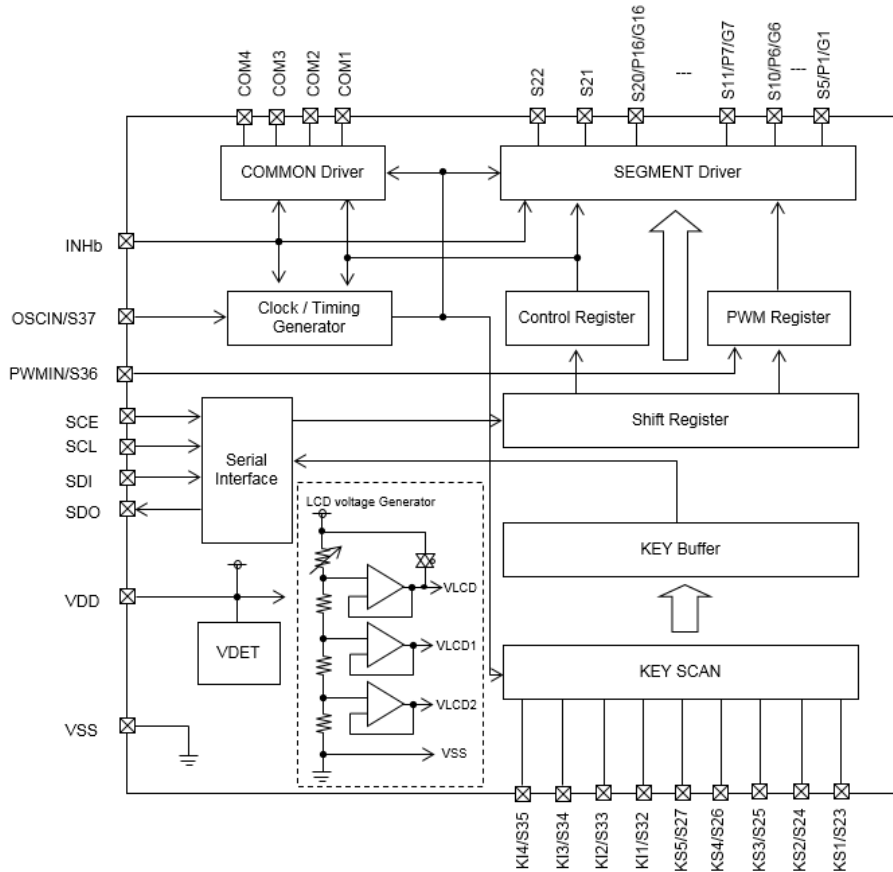 COM4
COM3
COM2
COM1
S22
S21
S20/P16/G16
---
S11/P7/G7
S10/P6/G6
---
S5/P1/G1
COMMON Driver
SEGMENT Driver
INHb
OSCIN/S37
Clock / Timing
Generator
Control Register
PWM Register
PWMIN/S36
SCE
SCL
SDI
SDO
Serial
Interface
Shift Register
LCD voltage Generator
KEY Buffer
VDD
VLCD
VDET
VLCD1
KEY SCAN
VLCD2
VSS
VSS
KI4/S35
KI3/S34
KI2/S33
KI1/S32
KS5/S27
KS4/S26
KS3/S25
KS2/S24
KS1/S23